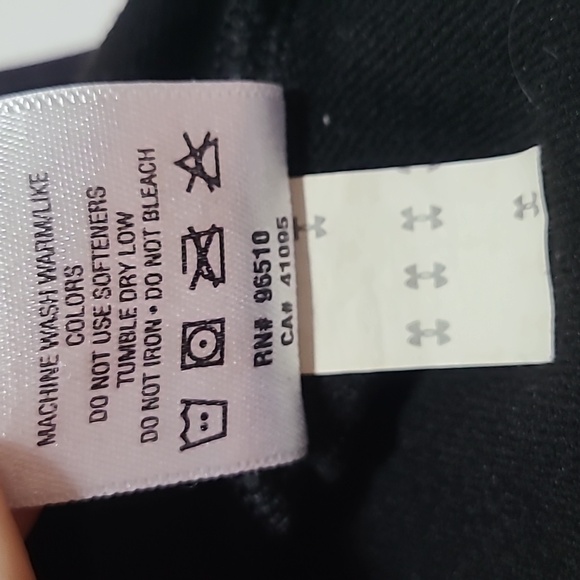 MACHINE WASH WARM/LIKE
COLORS
DO NOT USE SOFTENERS
TUMBLE DRY LOW
DO NOT IRON • DO NOT BLEACH
RN# 96510
CA# 41095